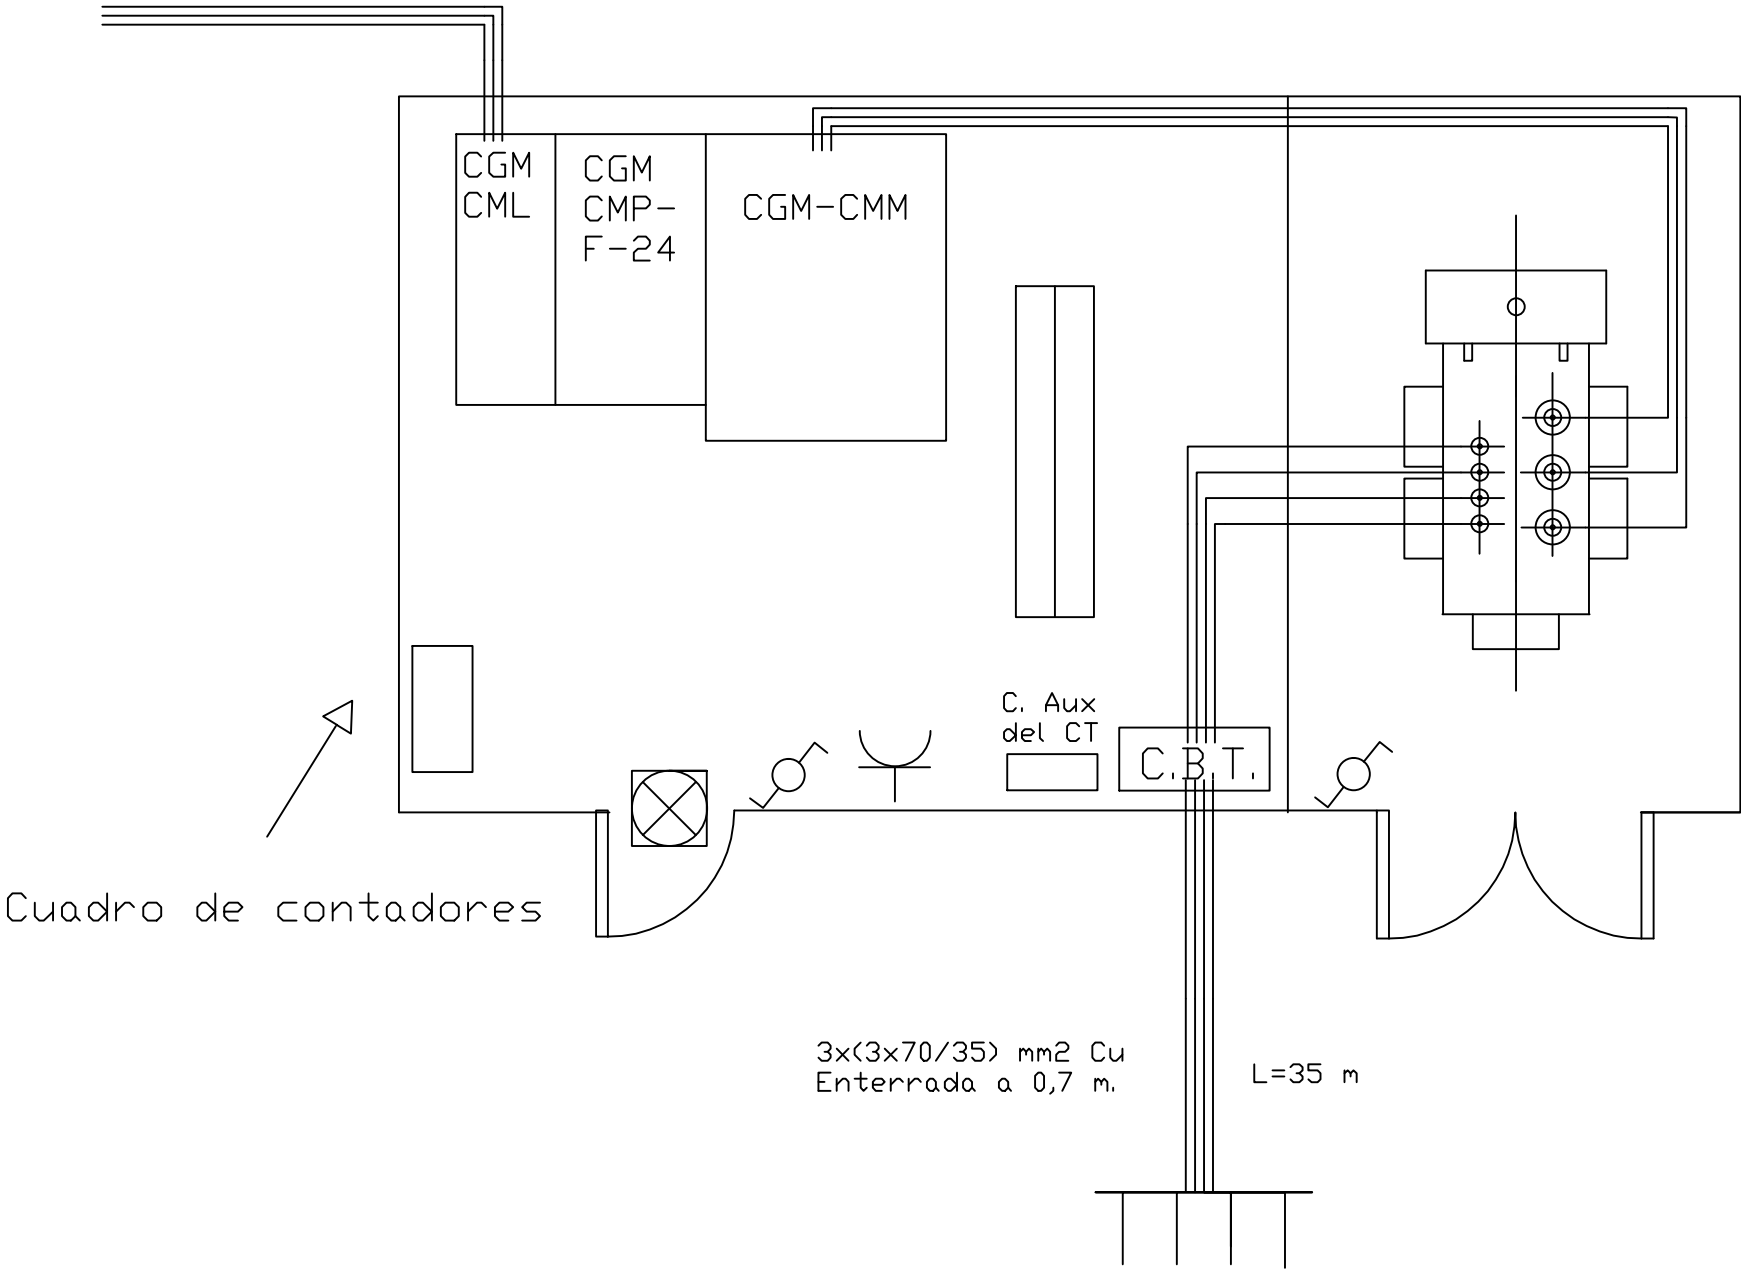 CGM
CML
CGM
CMP-
F-24
CGM-CMM
C. Aux
del CT
C.B.T.
Cuadro de contadores
3x(3x70/35) mm2 Cu
Enterrada a 0,7 m.
L=35 m